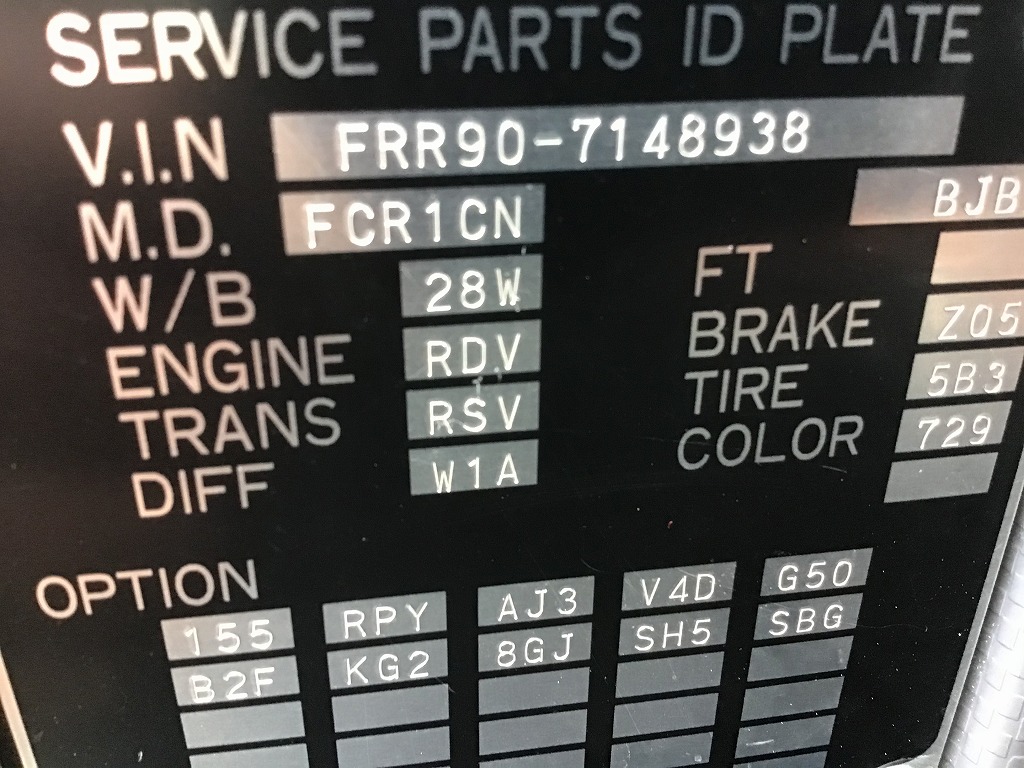 SERVICE PARTS ID PLATE
V.I.N FRR90-7148938
M.D. FCR1CN BJB
W/B 28W FT
ENGINE RDV BRAKE Z05
TRANS RSV TIRE 5B3
DIFF W1A COLOR 729
OPTION
155 RPY AJ3 V4D G50
B2F KG2 8GJ SH5 SBG